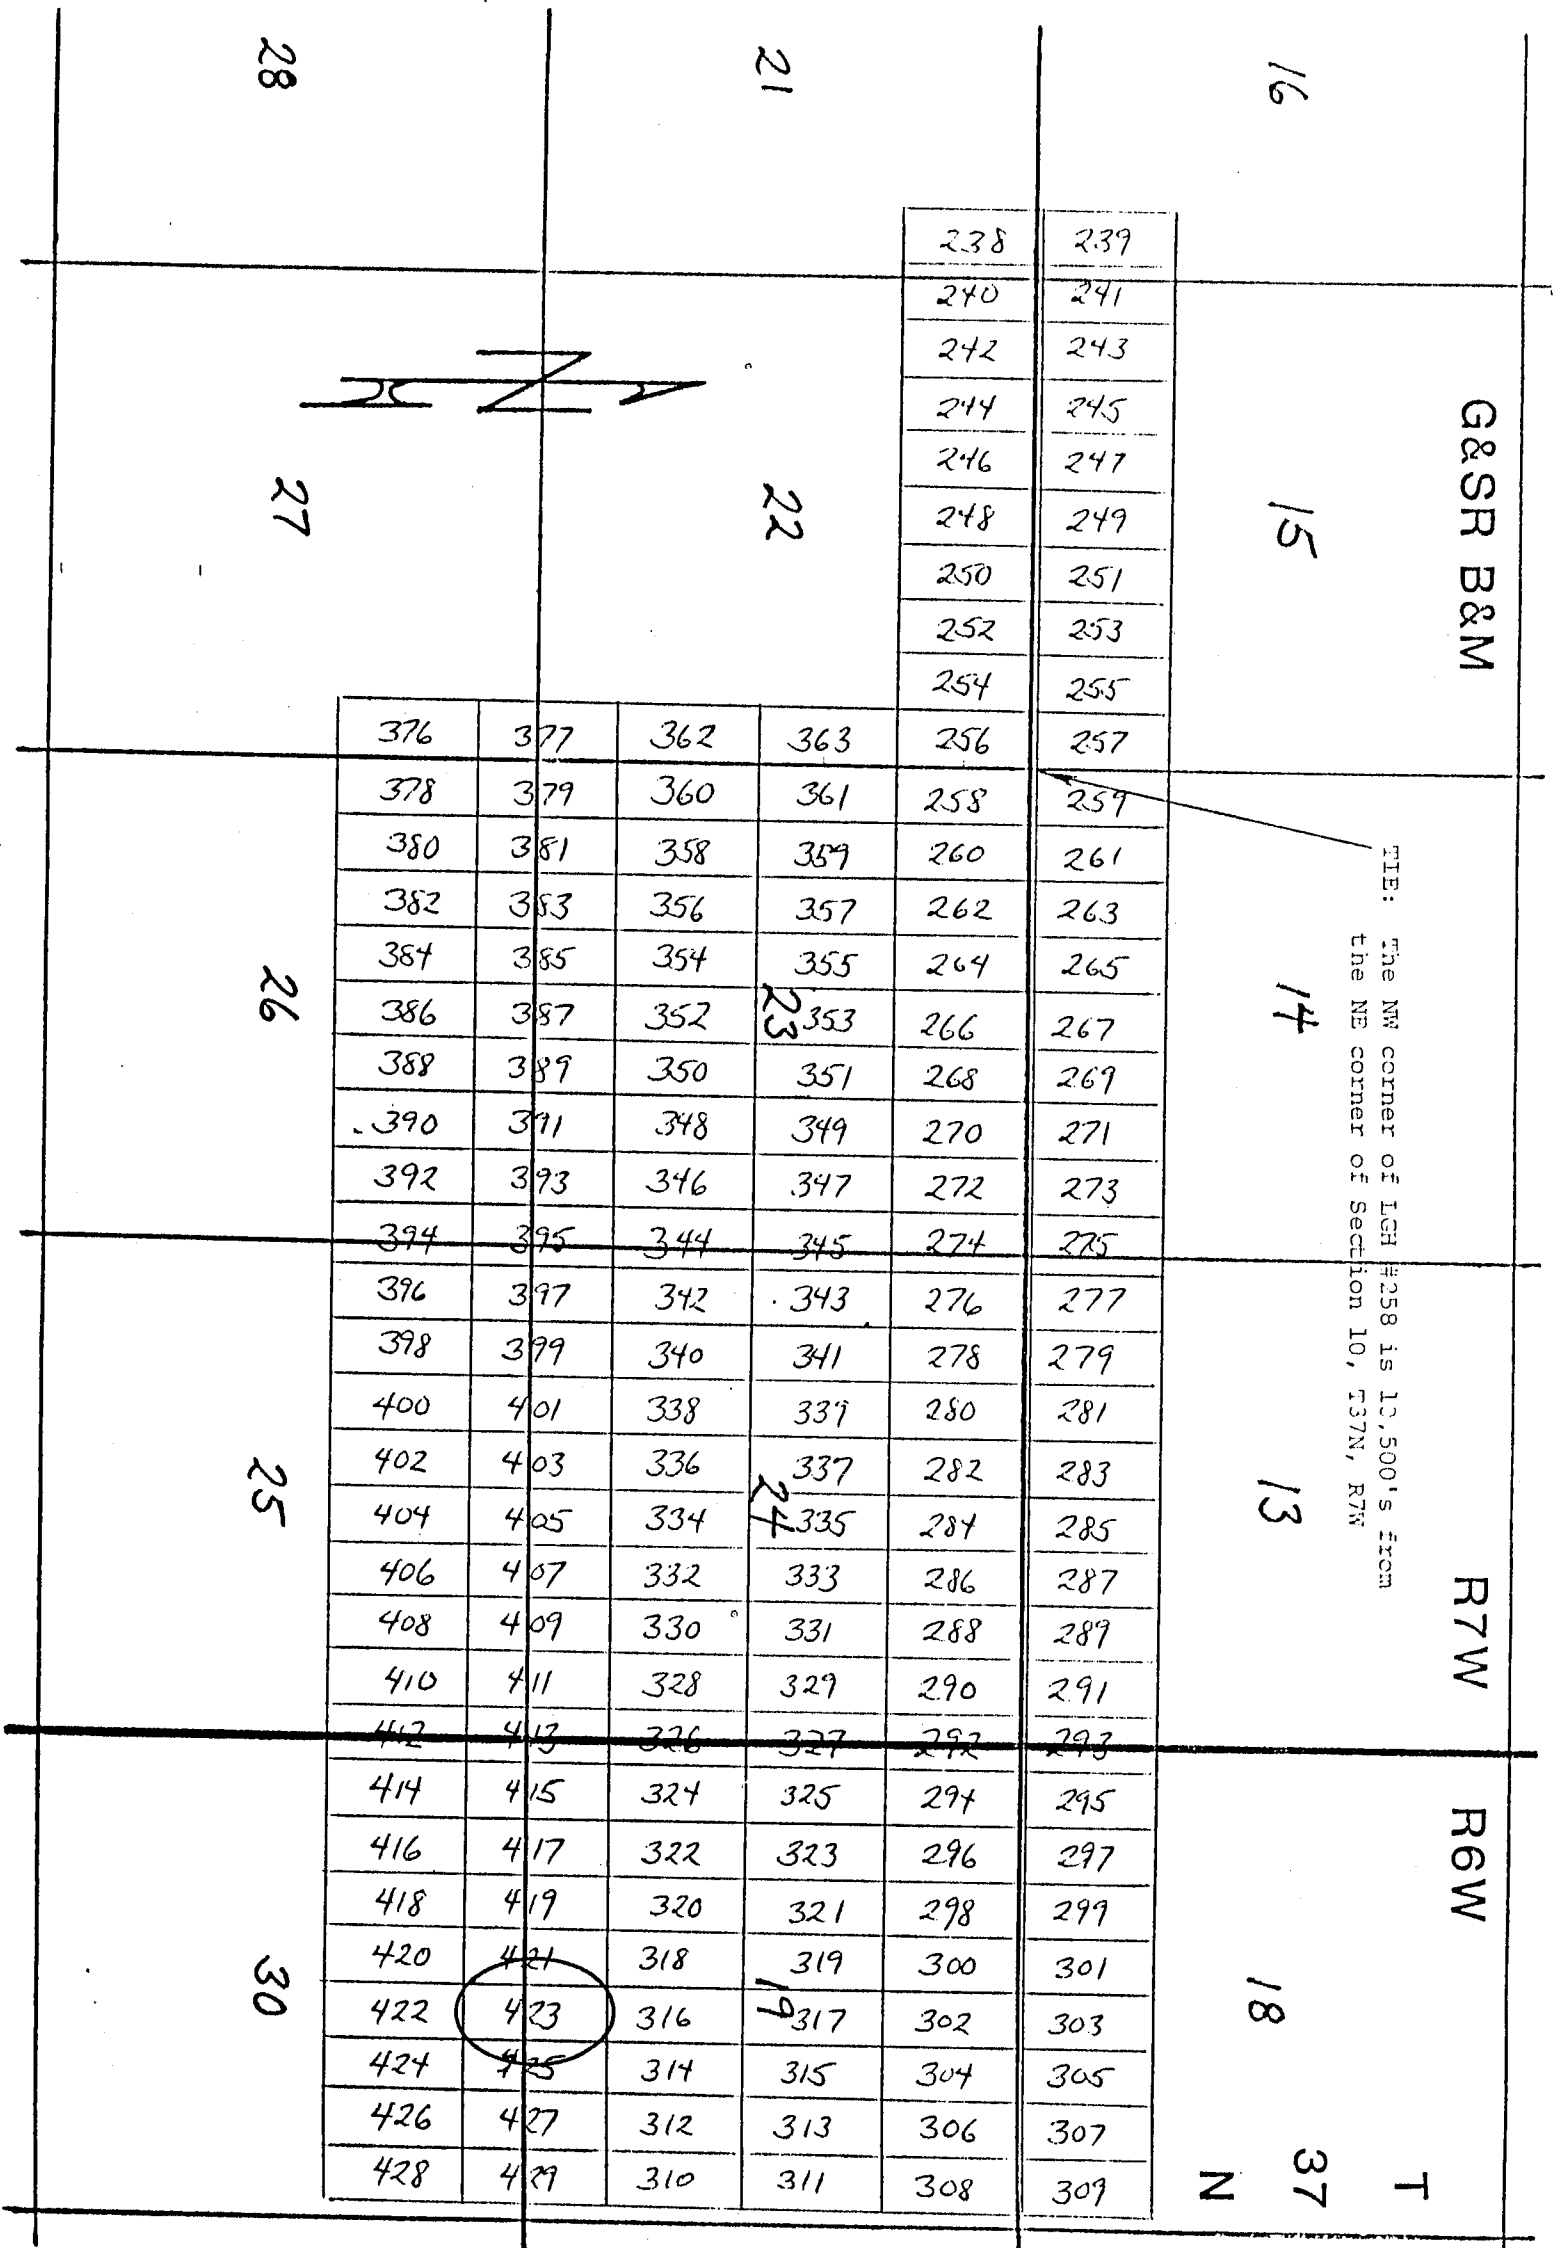 G&SR B&M
R7W
R6W
T
37
N
TIE: The NW corner of LGH #258 is 10,500's from
the NE corner of Section 10, T37N, R7W
16
15
14
13
18
21
22
23
24
19
28
27
26
25
30
N
238 239
240 241
242 243
244 245
246 247
248 249
250 251
252 253
254 255
376 377 362 363 256 257
378 379 360 361 258 259
380 381 358 359 260 261
382 383 356 357 262 263
384 385 354 355 264 265
386 387 352 353 266 267
388 389 350 351 268 269
390 391 348 349 270 271
392 393 346 347 272 273
394 395 344 345 274 275
396 397 342 343 276 277
398 399 340 341 278 279
400 401 338 339 280 281
402 403 336 337 282 283
404 405 334 335 284 285
406 407 332 333 286 287
408 409 330 331 288 289
410 411 328 329 290 291
412 413 326 327 292 293
414 415 324 325 294 295
416 417 322 323 296 297
418 419 320 321 298 299
420 421 318 319 300 301
422 423 316 317 302 303
424 425 314 315 304 305
426 427 312 313 306 307
428 429 310 311 308 309